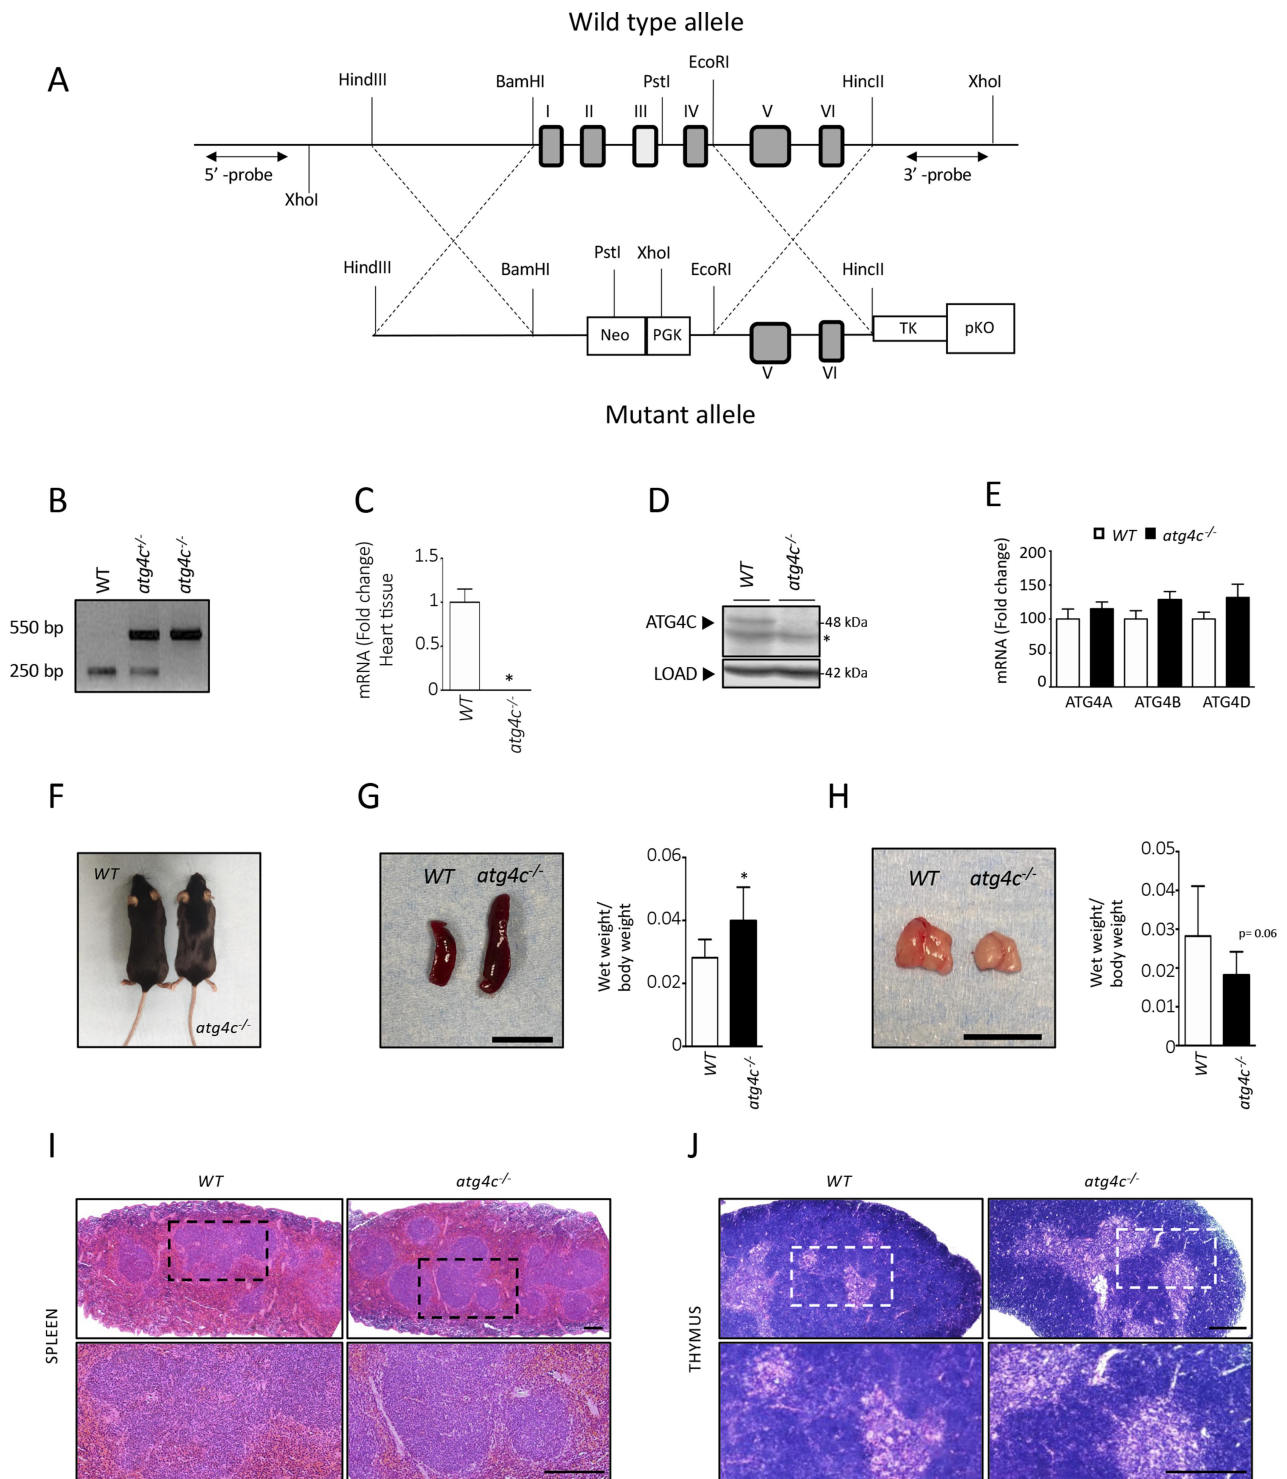 Wild type allele
A
HindIII
BamHI
I
II
III
PstI
IV
EcoRI
V
VI
HincII
XhoI
5' -probe
XhoI
3' -probe
HindIII
BamHI
PstI
XhoI
EcoRI
HincII
Neo
PGK
TK
pKO
V
VI
Mutant allele
B
WT
atg4c+/-
atg4c-/-
550 bp
250 bp
C
mRNA (Fold change)
Heart tissue
1.5
1
0.5
0
*
WT
atg4c-/-
D
WT
atg4c-/-
ATG4C
48 kDa
*
LOAD
42 kDa
E
WT
atg4c-/-
mRNA (Fold change)
200
150
100
50
0
ATG4A
ATG4B
ATG4D
F
WT
atg4c-/-
G
WT
atg4c-/-
Wet weight/
body weight
0.06
0.04
0.02
0
*
WT
atg4c-/-
H
WT
atg4c-/-
Wet weight/
body weight
0.05
0.04
0.03
0.02
0.01
0
p= 0.06
WT
atg4c-/-
I
WT
atg4c-/-
SPLEEN
J
WT
atg4c-/-
THYMUS